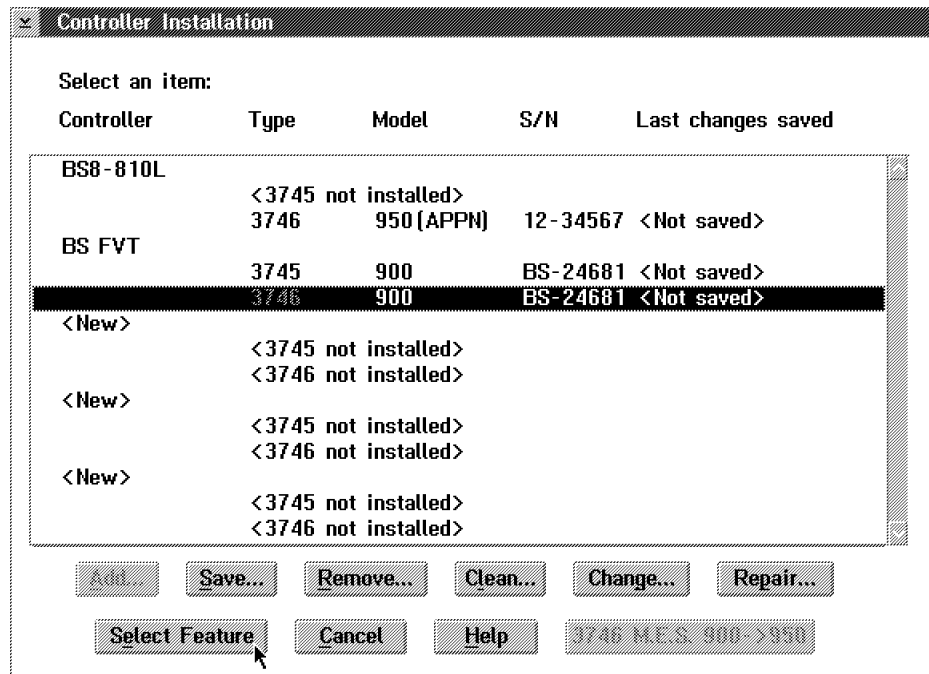 Controller Installation
Select an item:
Controller Type Model S/N Last changes saved
BS8-810L
<3745 not installed>
3746 950(APPN) 12-34567 <Not saved>
BS FVT
3745 900 BS-24681 <Not saved>
3746 900 BS-24681 <Not saved>
<New>
<3745 not installed>
<3746 not installed>
<New>
<3745 not installed>
<3746 not installed>
<New>
<3745 not installed>
<3746 not installed>
Add... Save... Remove... Clean... Change... Repair...
Select Feature Cancel Help 3746 M.E.S. 900->950